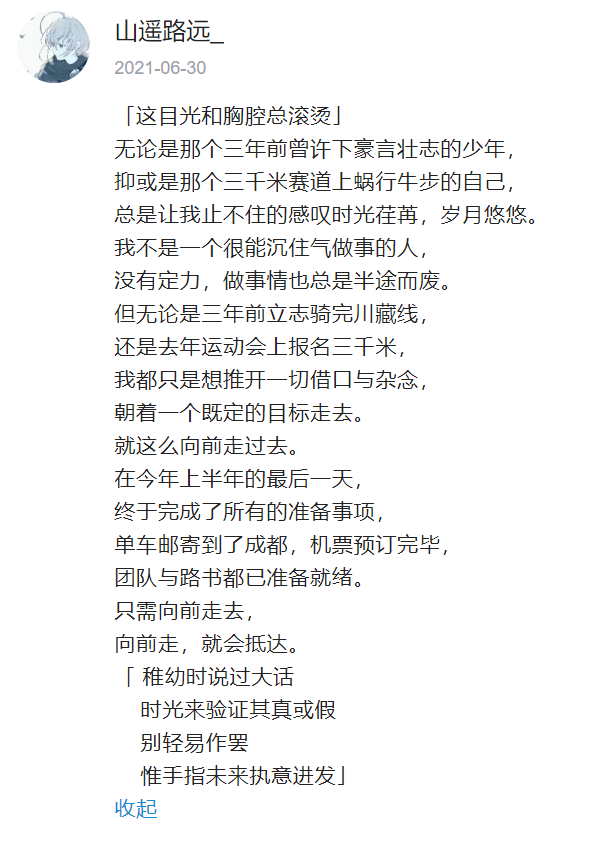 山遥路远_
2021-06-30
「这目光和胸腔总滚烫」
无论是那个三年前曾许下豪言壮志的少年，
抑或是那个三千米赛道上蜗行牛步的自己，
总是让我止不住的感叹时光荏苒，岁月悠悠。
我不是一个很能沉住气做事的人，
没有定力，做事情也总是半途而废。
但无论是三年前立志骑完川藏线，
还是去年运动会上报名三千米，
我都只是想推开一切借口与杂念，
朝着一个既定的目标走去。
就这么向前走过去。
在今年上半年的最后一天，
终于完成了所有的准备事项，
单车邮寄到了成都，机票预订完毕，
团队与路书都已准备就绪。
只需向前走去，
向前走，就会抵达。
「 稚幼时说过大话
时光来验证其真或假
别轻易作罢
惟手指未来执意进发」
收起